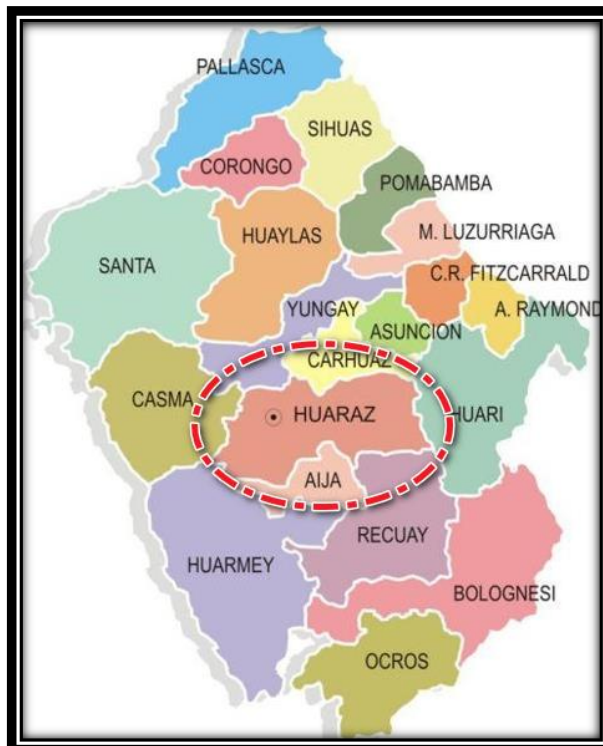 PALLASCA
SIHUAS
CORONGO
POMABAMBA
HUAYLAS
M. LUZURRIAGA
SANTA
C.R. FITZCARRALD
YUNGAY
A. RAYMOND
ASUNCION
CARHUAZ
CASMA
HUARAZ
HUARI
AIJA
RECUAY
HUARMEY
BOLOGNESI
OCROS